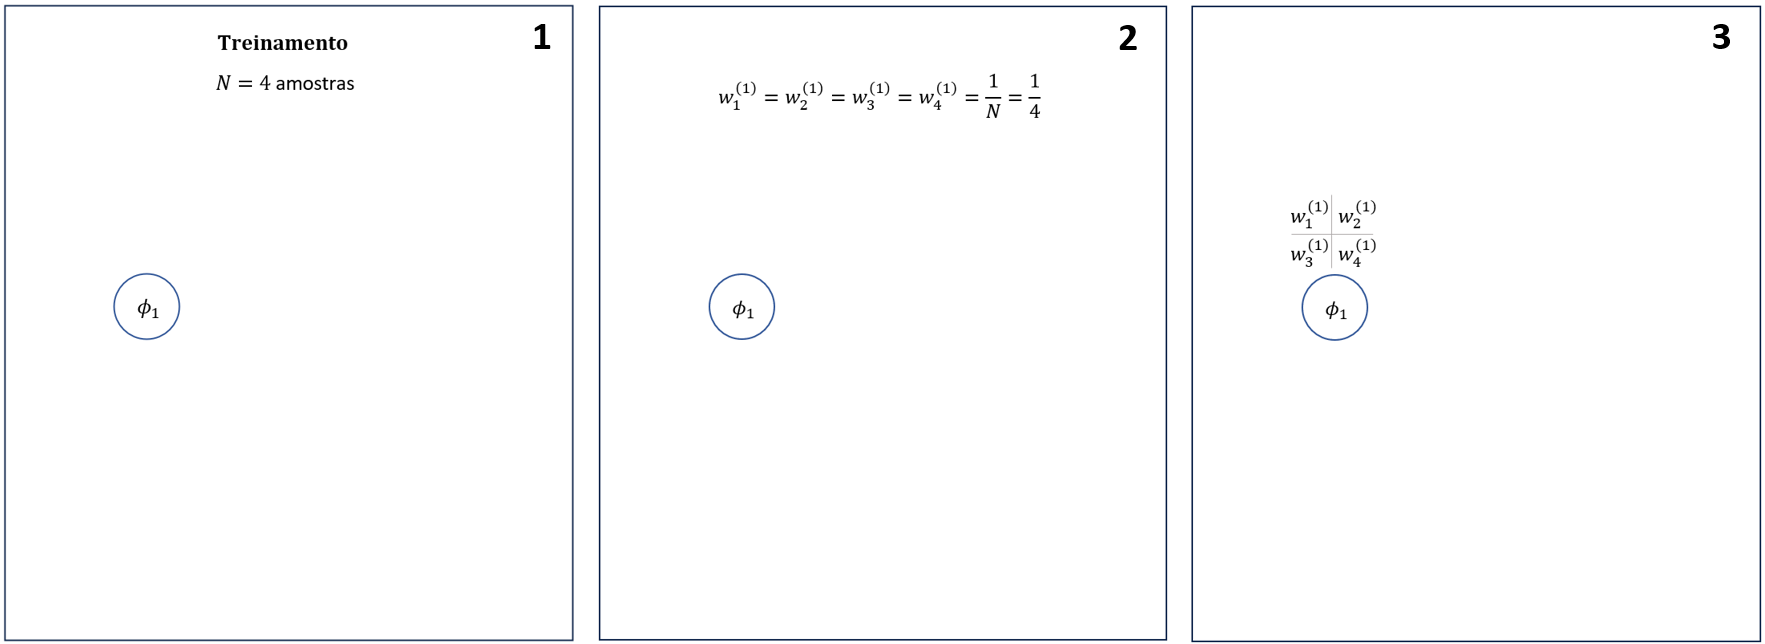 1
Treinamento
N = 4 amostras
ϕ₁
2
w₁⁽¹⁾ = w₂⁽¹⁾ = w₃⁽¹⁾ = w₄⁽¹⁾ = 1/N = 1/4
ϕ₁
3
w₁⁽¹⁾ w₂⁽¹⁾
w₃⁽¹⁾ w₄⁽¹⁾
ϕ₁